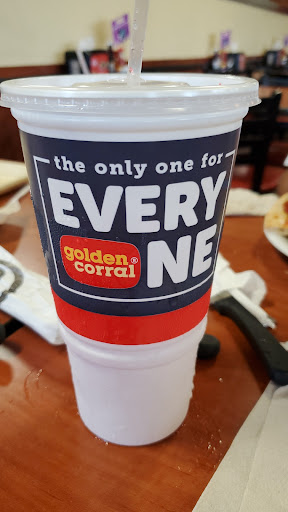 the only one for
EVERY
golden
corral®
NE